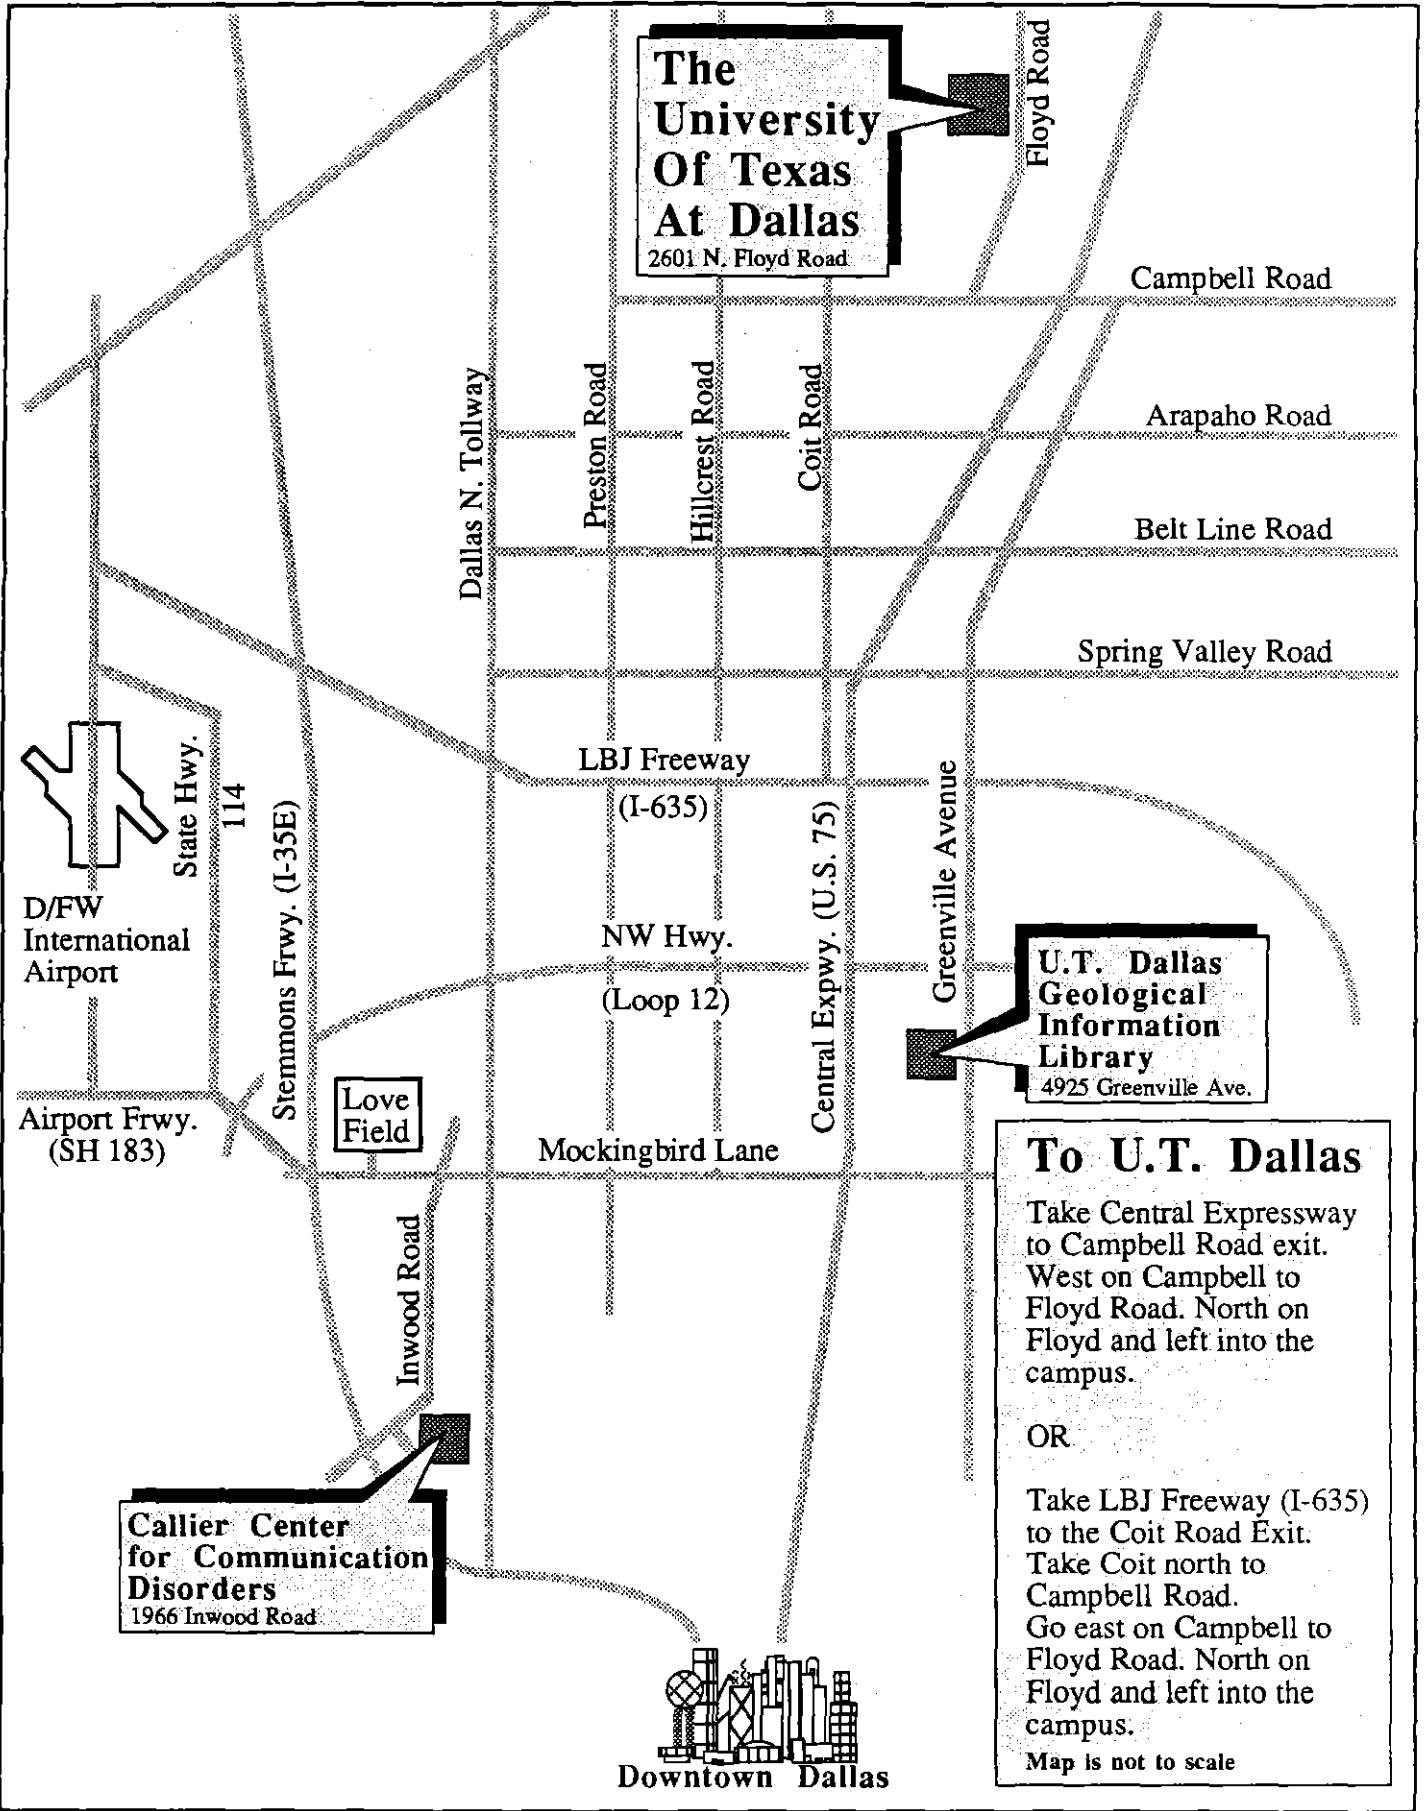 The
University
Of Texas
At Dallas
2601 N. Floyd Road
Floyd Road
Campbell Road
Dallas N. Tollway
Preston Road
Hillcrest Road
Coit Road
Arapaho Road
Belt Line Road
Spring Valley Road
LBJ Freeway
(I-635)
State Hwy.
114
Stemmons Frwy. (I-35E)
Central Expwy. (U.S. 75)
Greenville Avenue
D/FW
International
Airport
NW Hwy.
(Loop 12)
U.T. Dallas
Geological
Information
Library
4925 Greenville Ave.
Airport Frwy.
(SH 183)
Love
Field
Mockingbird Lane
Inwood Road
Callier Center
for Communication
Disorders
1966 Inwood Road
To U.T. Dallas
Take Central Expressway
to Campbell Road exit.
West on Campbell to
Floyd Road. North on
Floyd and left into the
campus.
OR
Take LBJ Freeway (I-635)
to the Coit Road Exit.
Take Coit north to
Campbell Road.
Go east on Campbell to
Floyd Road. North on
Floyd and left into the
campus.
Map is not to scale
Downtown Dallas